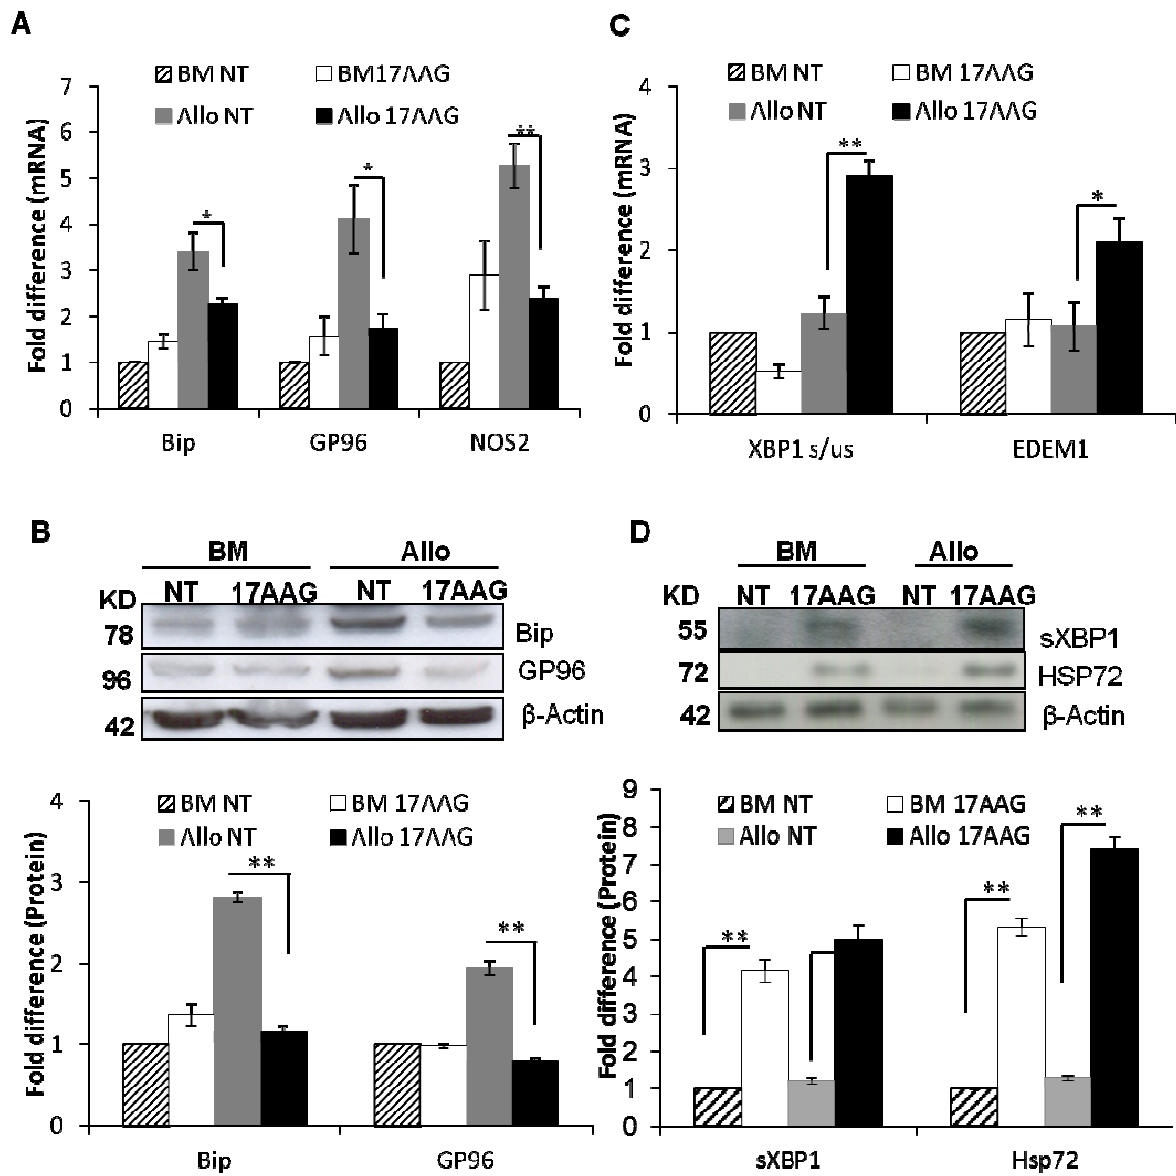 A
BM NT
BM17AAG
Allo NT
Allo 17AAG
Fold difference (mRNA)
7
6
5
4
3
2
1
0
*
*
**
Bip
GP96
NOS2
C
BM NT
BM 17AAG
Allo NT
Allo 17AAG
Fold difference (mRNA)
4
3
2
1
0
**
*
XBP1 s/us
EDEM1
B
BM
Allo
KD
NT
17AAG
NT
17AAG
78
Bip
96
GP96
42
β-Actin
BM NT
BM 17AAG
Allo NT
Allo 17AAG
Fold difference (Protein)
4
3
2
1
0
**
**
Bip
GP96
D
BM
Allo
KD
NT
17AAG
NT
17AAG
55
sXBP1
72
HSP72
42
β-Actin
BM NT
BM 17AAG
Allo NT
Allo 17AAG
Fold difference (Protein)
9
8
7
6
5
4
3
2
1
0
**
**
**
sXBP1
Hsp72